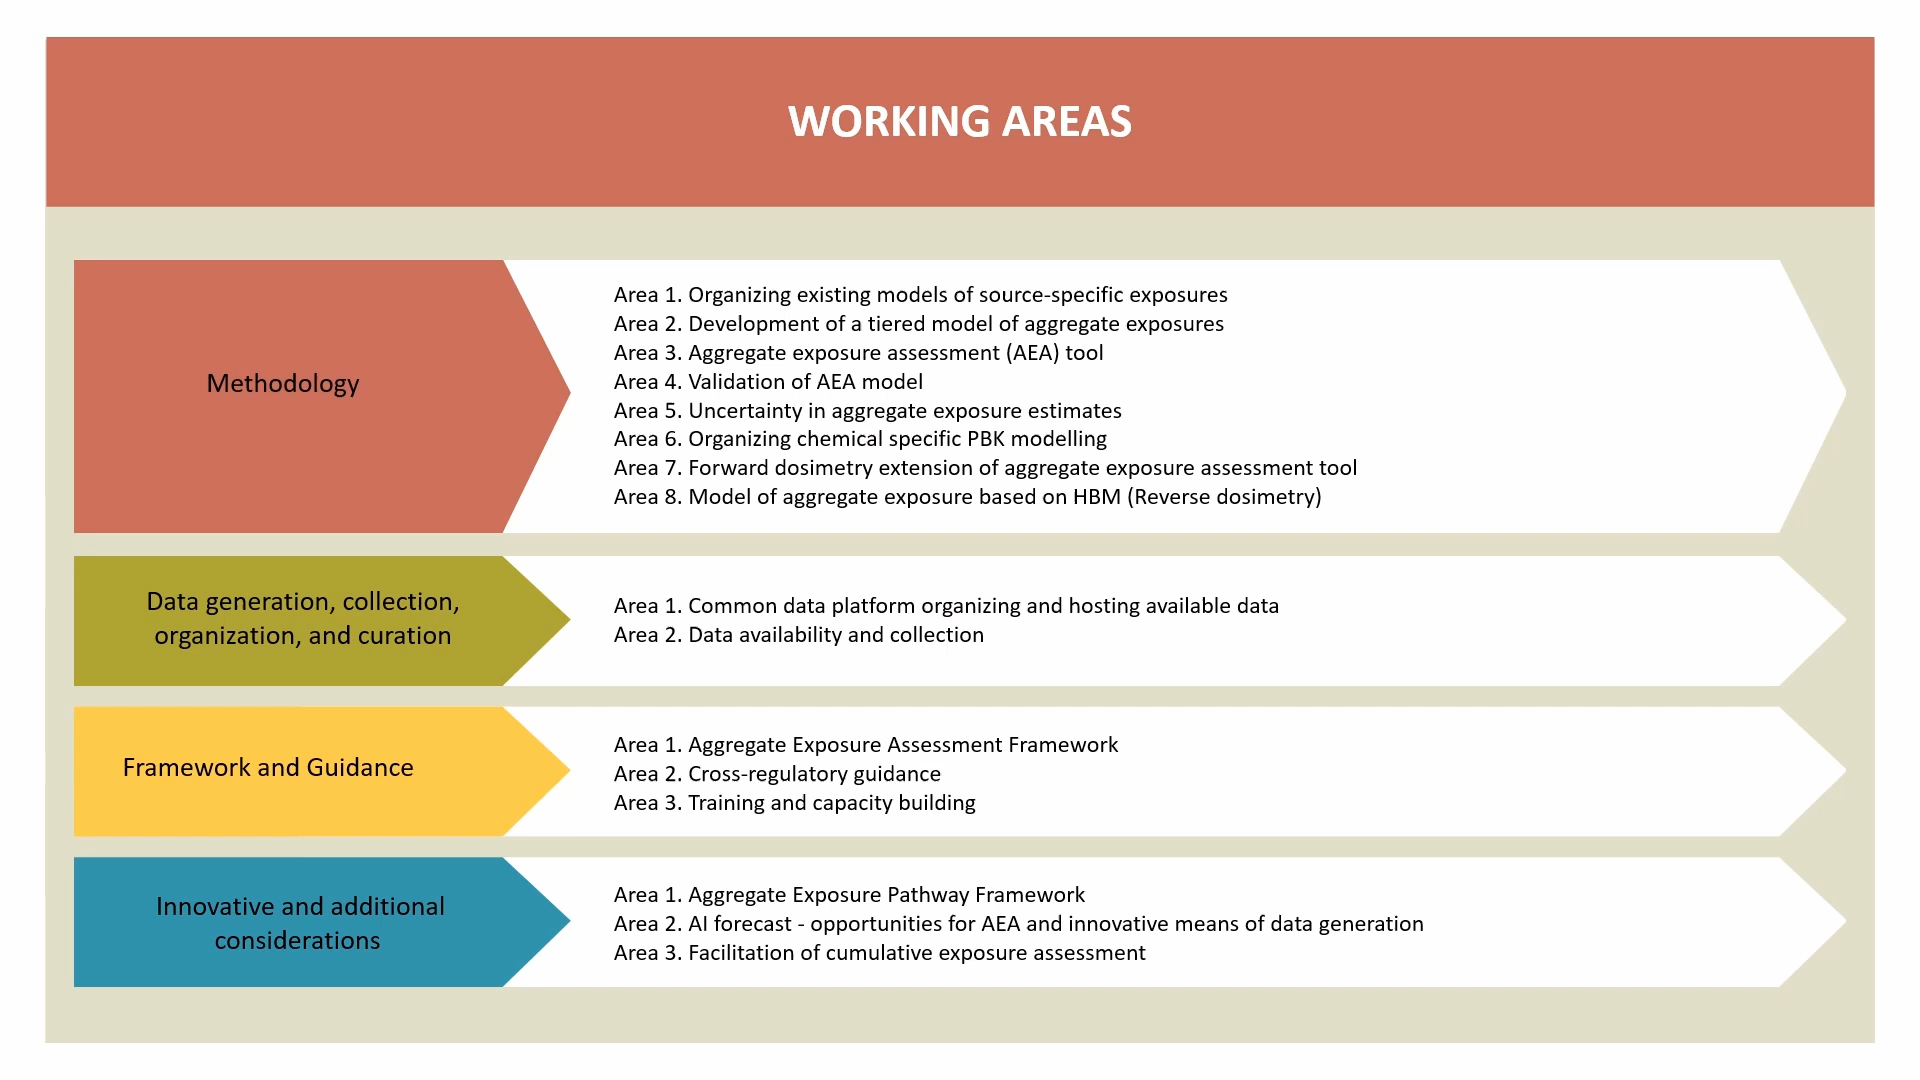 WORKING AREAS
Methodology
Area 1. Organizing existing models of source-specific exposures
Area 2. Development of a tiered model of aggregate exposures
Area 3. Aggregate exposure assessment (AEA) tool
Area 4. Validation of AEA model
Area 5. Uncertainty in aggregate exposure estimates
Area 6. Organizing chemical specific PBK modelling
Area 7. Forward dosimetry extension of aggregate exposure assessment tool
Area 8. Model of aggregate exposure based on HBM (Reverse dosimetry)
Data generation, collection,
organization, and curation
Area 1. Common data platform organizing and hosting available data
Area 2. Data availability and collection
Framework and Guidance
Area 1. Aggregate Exposure Assessment Framework
Area 2. Cross-regulatory guidance
Area 3. Training and capacity building
Innovative and additional
considerations
Area 1. Aggregate Exposure Pathway Framework
Area 2. AI forecast - opportunities for AEA and innovative means of data generation
Area 3. Facilitation of cumulative exposure assessment